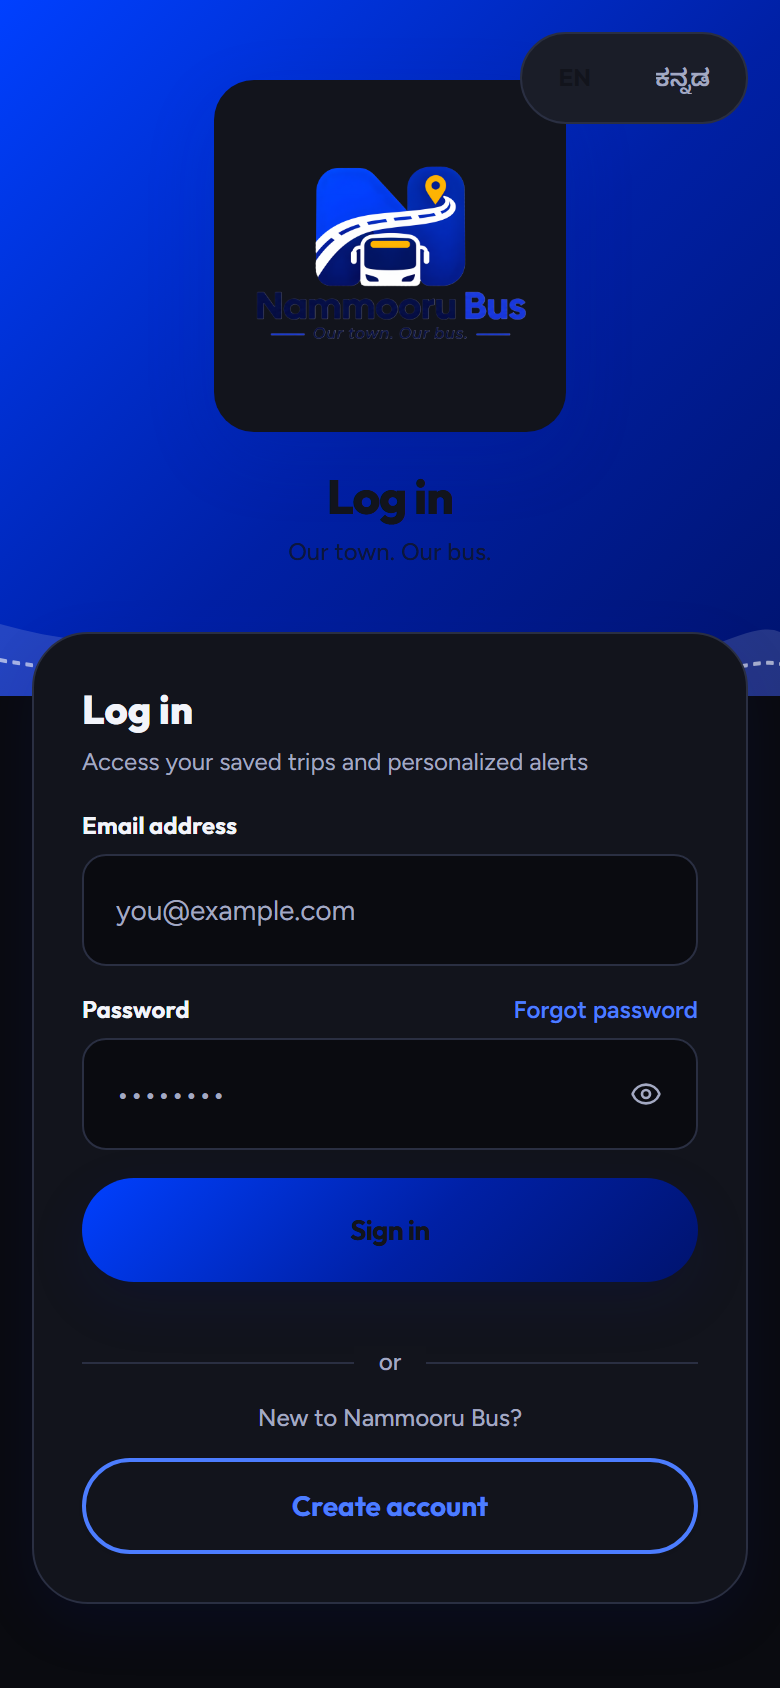 EN
ಕನ್ನಡ
Nammooru Bus
Our town. Our bus.
Log in
Our town. Our bus.
Log in
Access your saved trips and personalized alerts
Email address
you@example.com
Password
Forgot password
Sign in
or
New to Nammooru Bus?
Create account